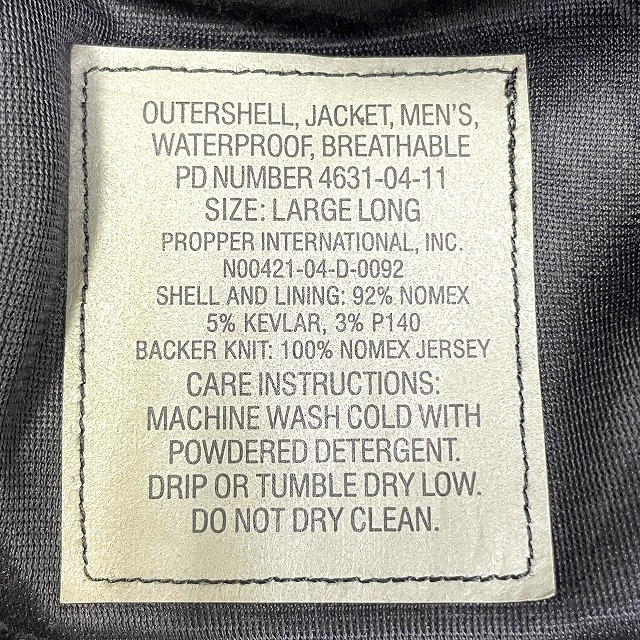 OUTERSHELL, JACKET, MEN'S,
WATERPROOF, BREATHABLE
PD NUMBER 4631-04-11
SIZE: LARGE LONG
PROPPER INTERNATIONAL, INC.
N00421-04-D-0092
SHELL AND LINING: 92% NOMEX
5% KEVLAR, 3% P140
BACKER KNIT: 100% NOMEX JERSEY
CARE INSTRUCTIONS:
MACHINE WASH COLD WITH
POWDERED DETERGENT.
DRIP OR TUMBLE DRY LOW.
DO NOT DRY CLEAN.